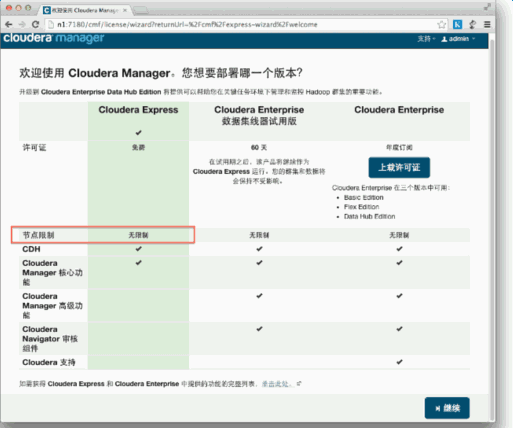 欢迎使用 Cloudera Manager
n1:7180/cmf/license/wizard?returnUrl=%2Fcmf%2Fexpress-wizard%2Fwelcome
cloudera manager
支持
admin
欢迎使用 Cloudera Manager。您想要部署哪一个版本?
升级到 Cloudera Enterprise Data Hub Edition 将提供可以帮助您在关键任务环境下管理和监控 Hadoop 群集的重要功能。
Cloudera Express
Cloudera Enterprise
数据集线器试用版
Cloudera Enterprise
✔
许可证
免费
60 天
年度订阅
在试用期之后,该产品将继续作为
Cloudera Express 运行。您的群集和数据将
会保持不受影响。
上载许可证
Cloudera Enterprise 在三个版本中可用:
• Basic Edition
• Flex Edition
• Data Hub Edition
节点限制 无限制 无限制 无限制
CDH ✔ ✔ ✔
Cloudera
Manager 核心功
能
✔ ✔ ✔
Cloudera
Manager 高级功
能
✔ ✔
Cloudera
Navigator 审核
组件
✔ ✔
Cloudera 支持 ✔
如需获得 Cloudera Express 和 Cloudera Enterprise 中提供的功能的完整列表,点击此处。
继续